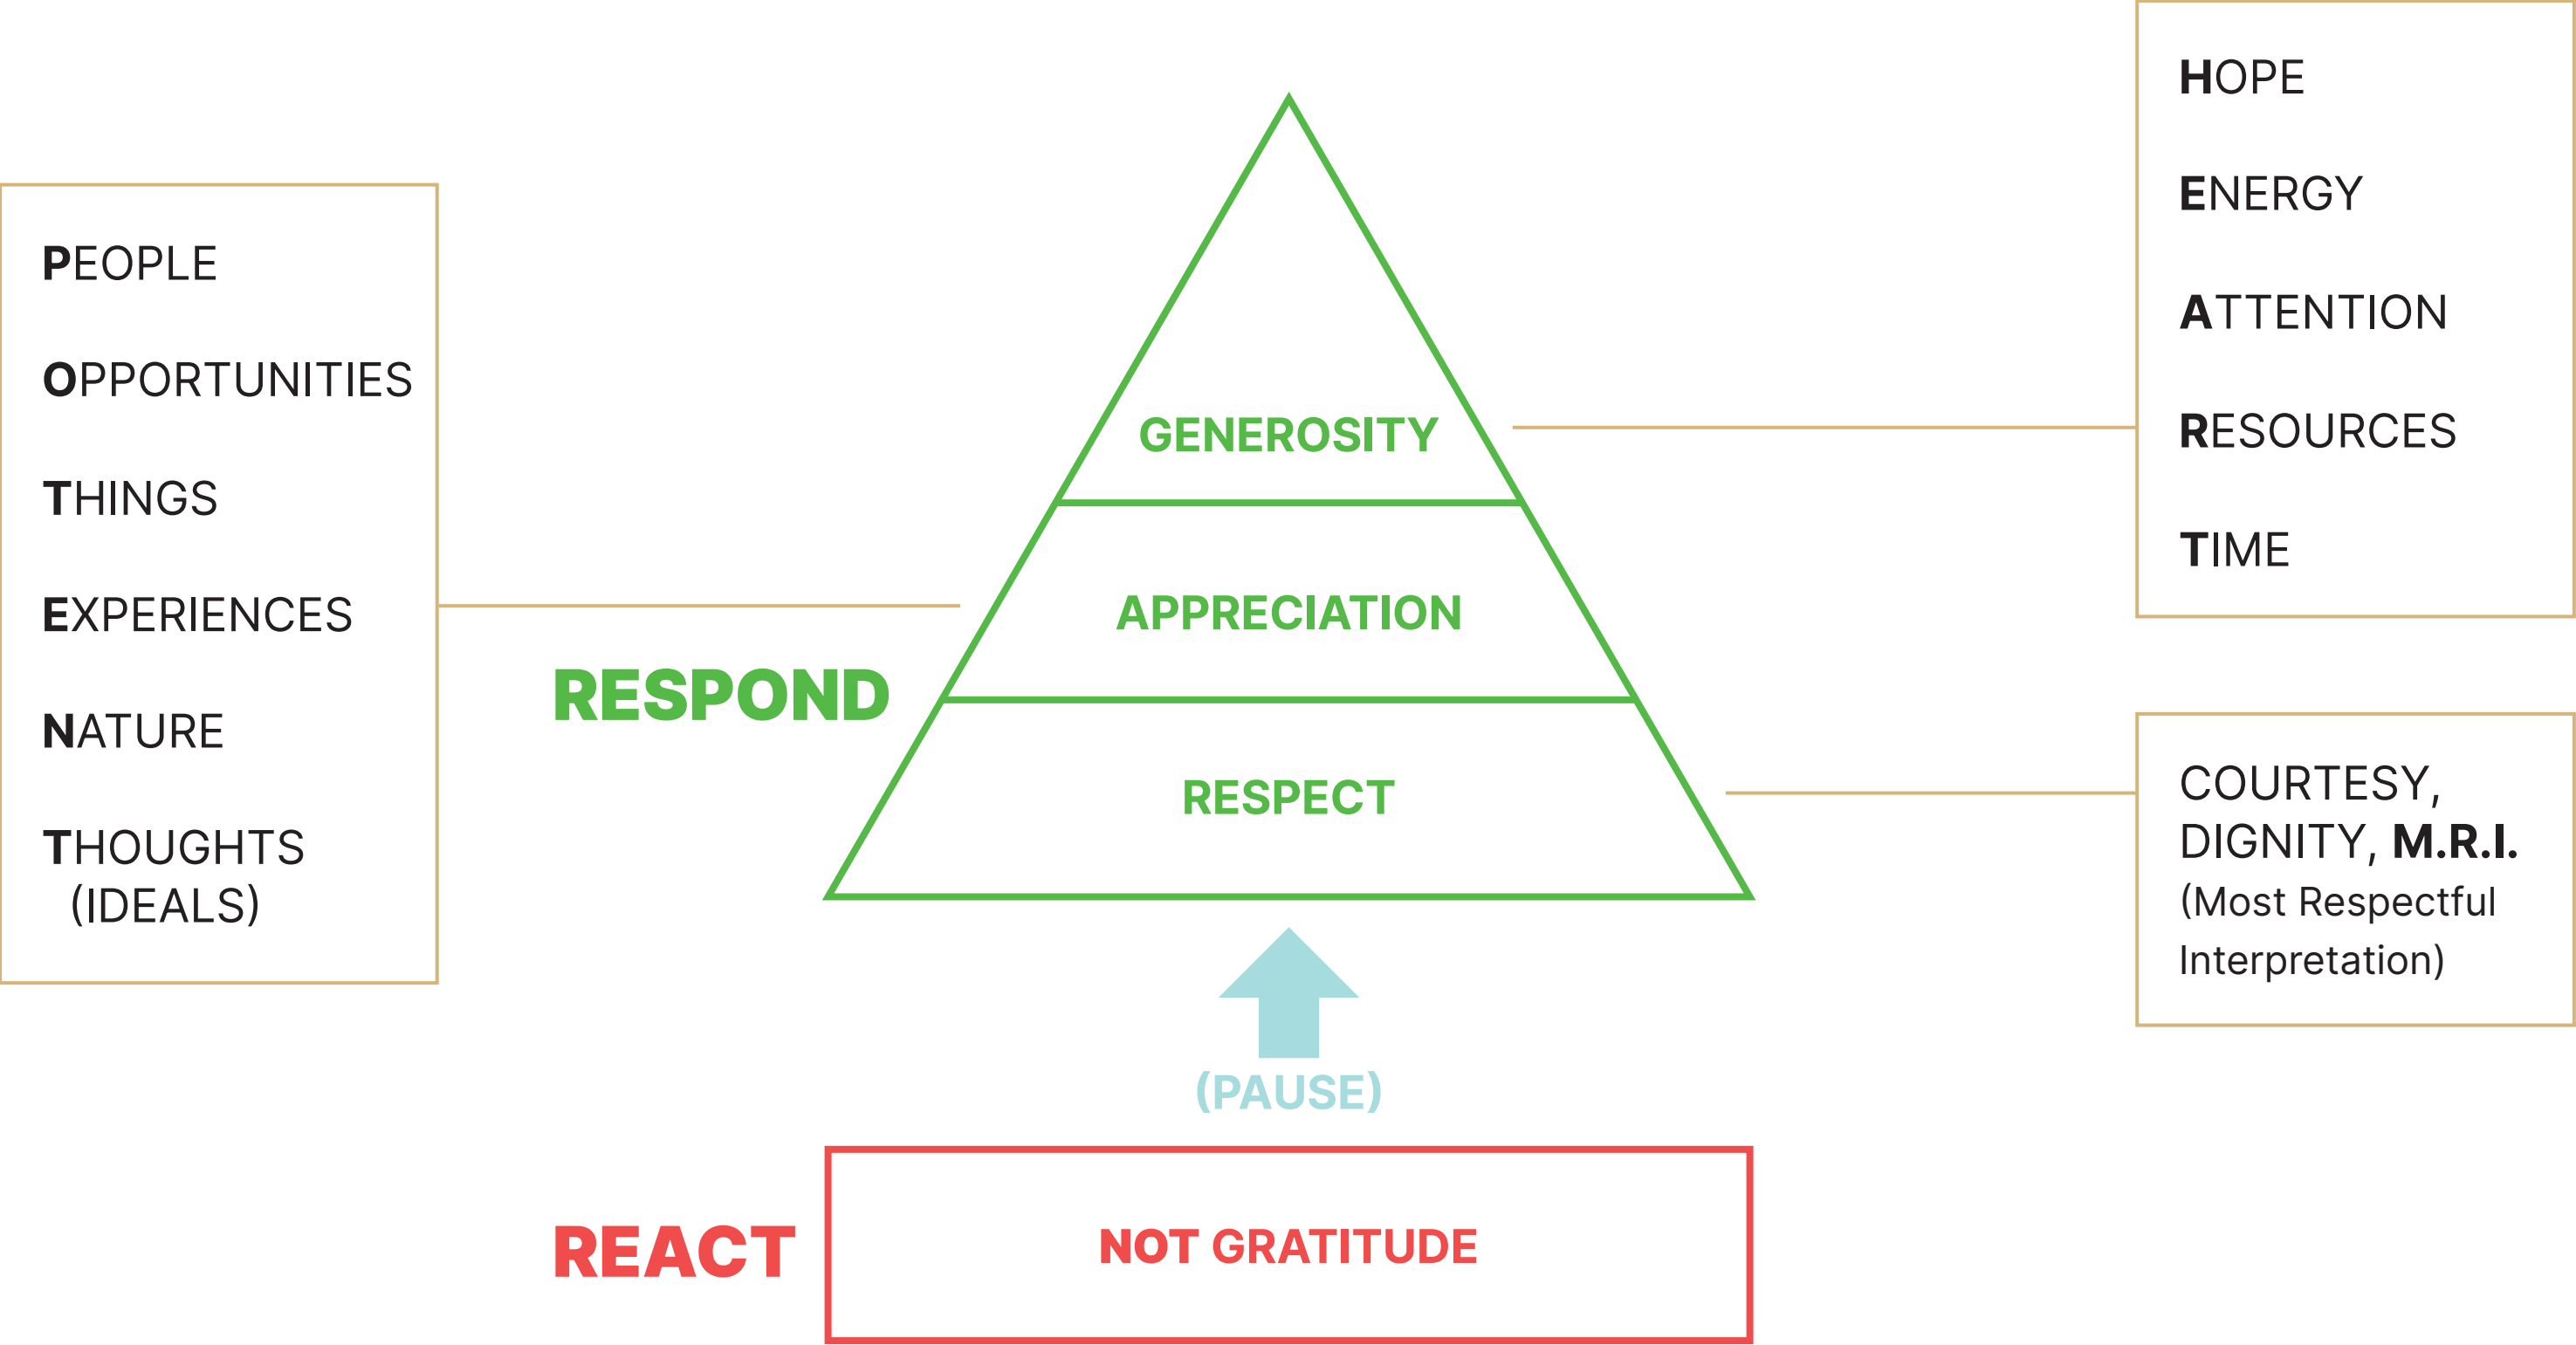 PEOPLE
OPPORTUNITIES
THINGS
EXPERIENCES
NATURE
THOUGHTS
(IDEALS)
RESPOND
GENEROSITY
APPRECIATION
RESPECT
HOPE
ENERGY
ATTENTION
RESOURCES
TIME
COURTESY,
DIGNITY, M.R.I.
(Most Respectful
Interpretation)
(PAUSE)
REACT
NOT GRATITUDE